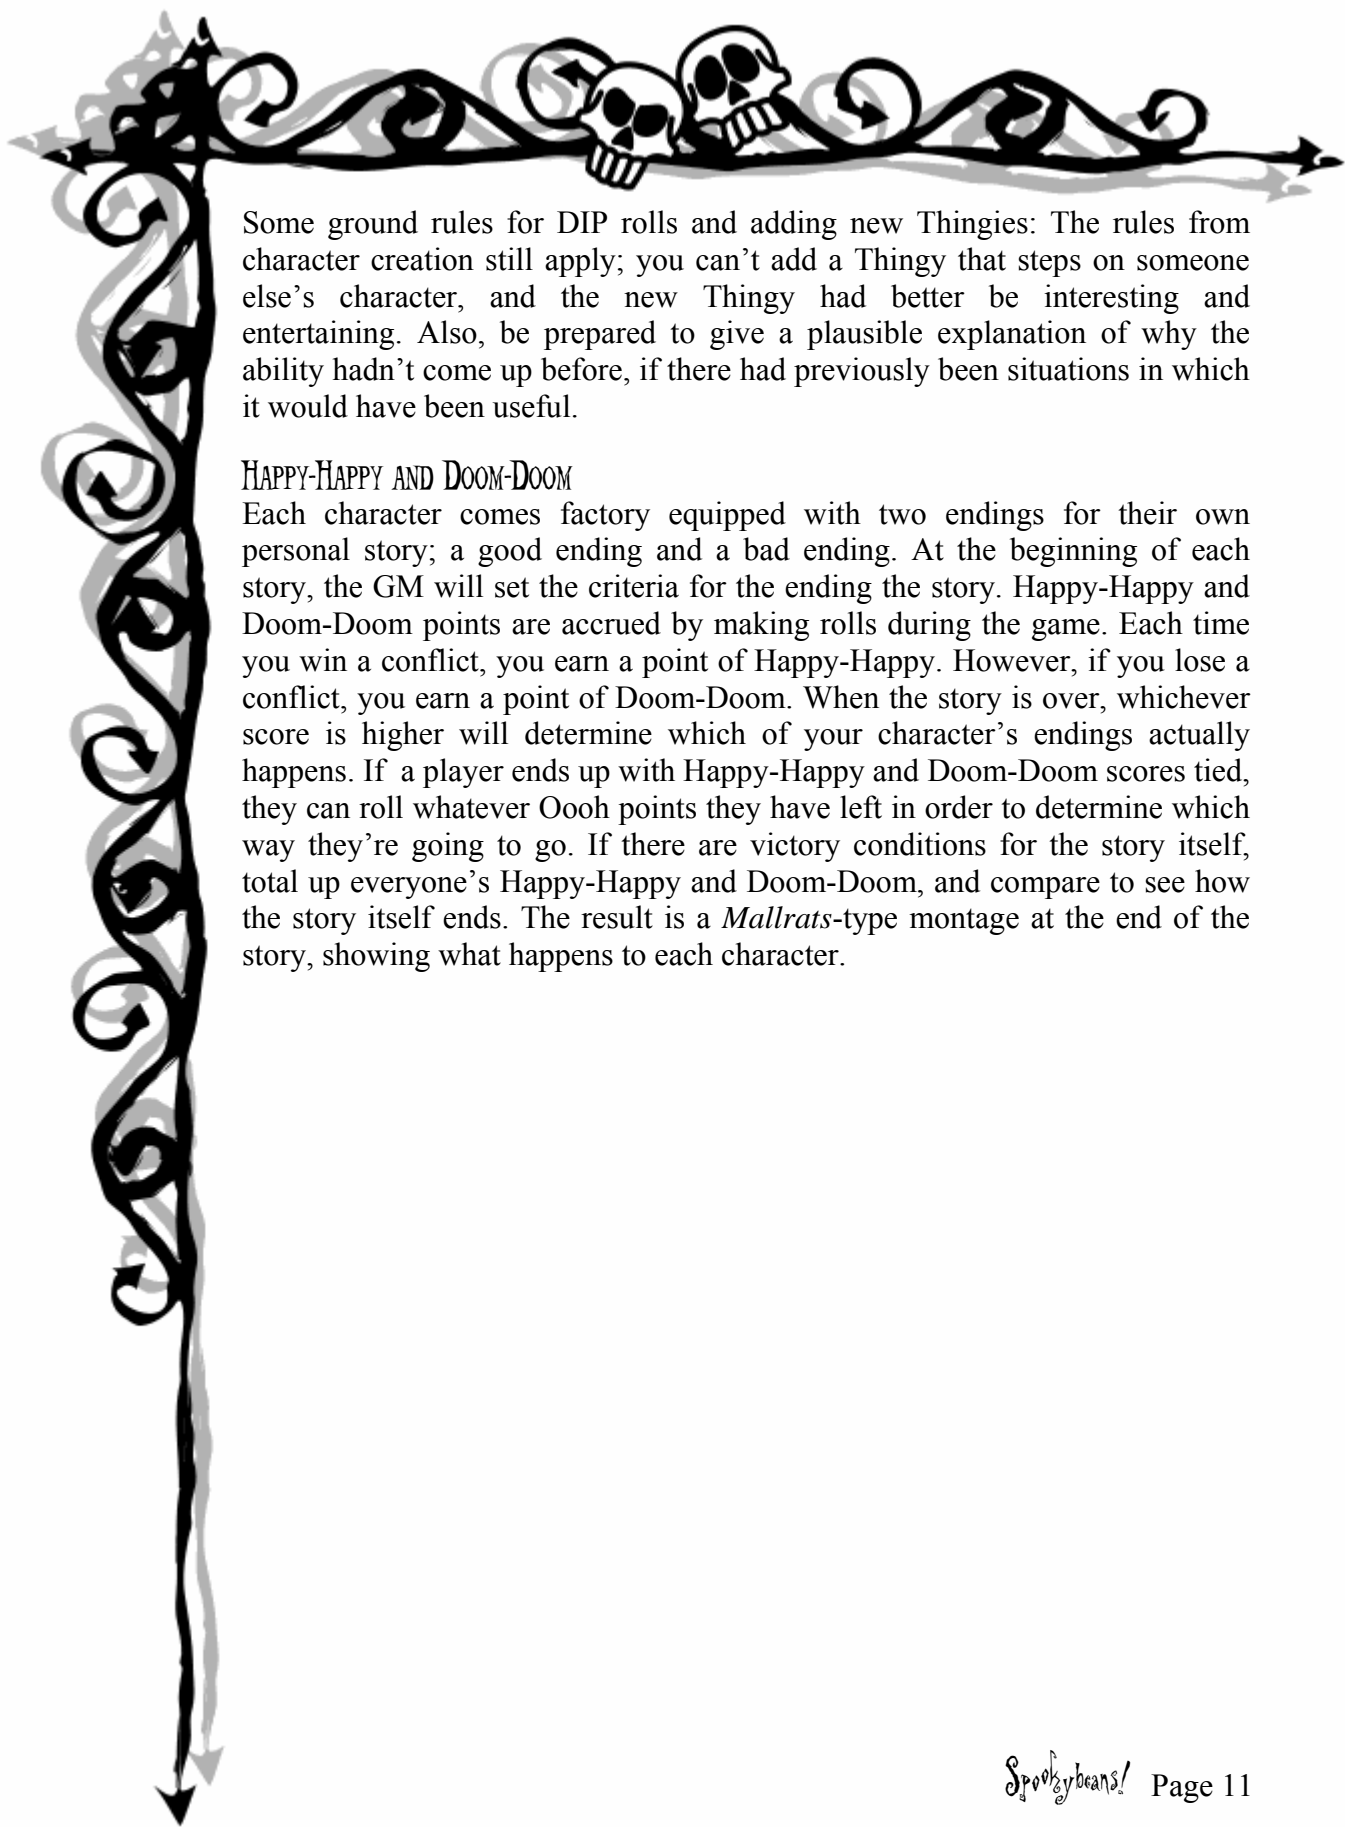 Some ground rules for DIP rolls and adding new Thingies: The rules from
character creation still apply; you can’t add a Thingy that steps on someone
else’s character, and the new Thingy had better be interesting and
entertaining. Also, be prepared to give a plausible explanation of why the
ability hadn’t come up before, if there had previously been situations in which
it would have been useful.
Happy-Happy and Doom-Doom
Each character comes factory equipped with two endings for their own
personal story; a good ending and a bad ending. At the beginning of each
story, the GM will set the criteria for the ending the story. Happy-Happy and
Doom-Doom points are accrued by making rolls during the game. Each time
you win a conflict, you earn a point of Happy-Happy. However, if you lose a
conflict, you earn a point of Doom-Doom. When the story is over, whichever
score is higher will determine which of your character’s endings actually
happens. If a player ends up with Happy-Happy and Doom-Doom scores tied,
they can roll whatever Oooh points they have left in order to determine which
way they’re going to go. If there are victory conditions for the story itself,
total up everyone’s Happy-Happy and Doom-Doom, and compare to see how
the story itself ends. The result is a Mallrats-type montage at the end of the
story, showing what happens to each character.
Spookybeans! Page 11